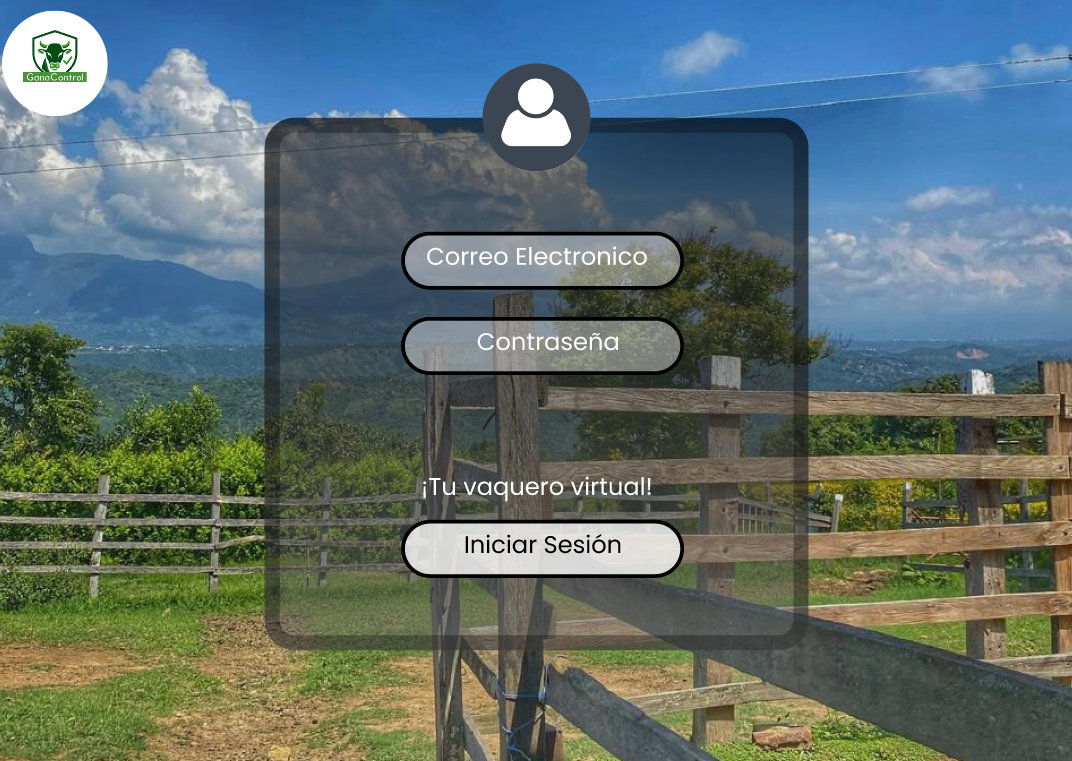 GanaControl
Correo Electronico
Contraseña
¡Tu vaquero virtual!
Iniciar Sesión